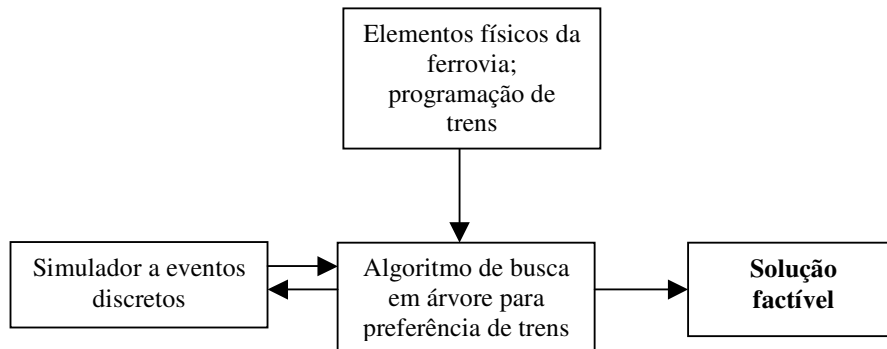 Elementos físicos da
ferrovia;
programação de
trens
Simulador a eventos
discretos
Algoritmo de busca
em árvore para
preferência de trens
Solução
factível